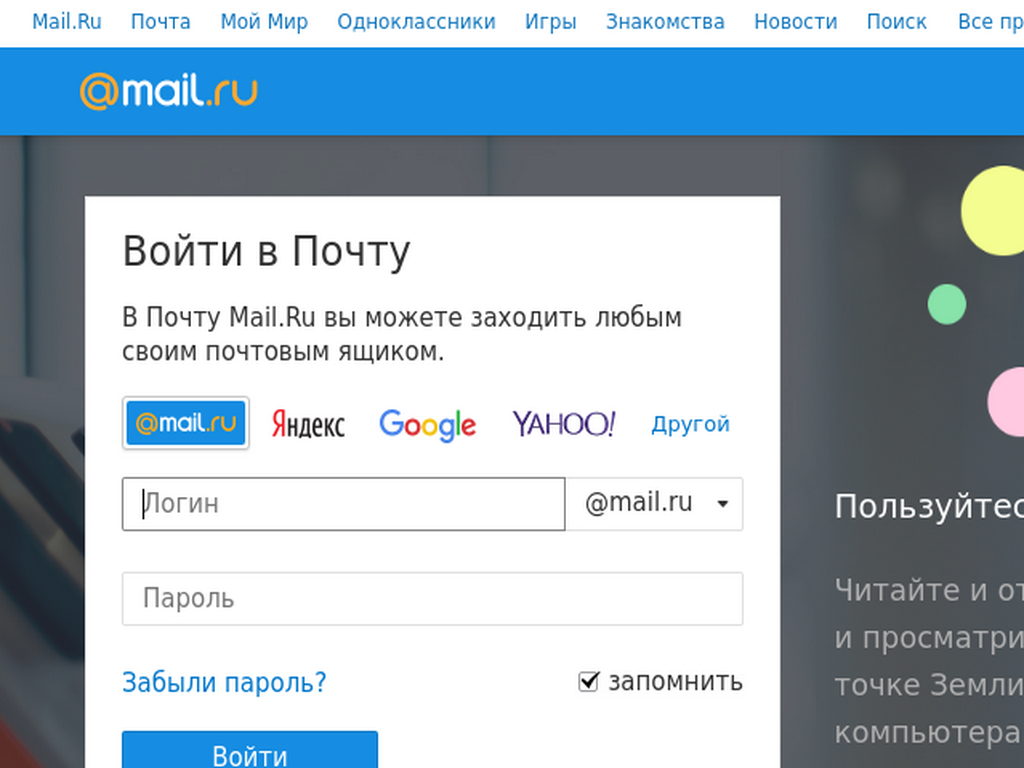 Mail.Ru Почта Мой Мир Одноклассники Игры Знакомства Новости Поиск Все пр
@mail.ru
Войти в Почту
В Почту Mail.Ru вы можете заходить любым
своим почтовым ящиком.
@mail.ru Яндекс Google YAHOO! Другой
Логин @mail.ru
Пароль
Забыли пароль? запомнить
Войти
Пользуйтес
Читайте и от
и просматри
точке Земли
компьютера